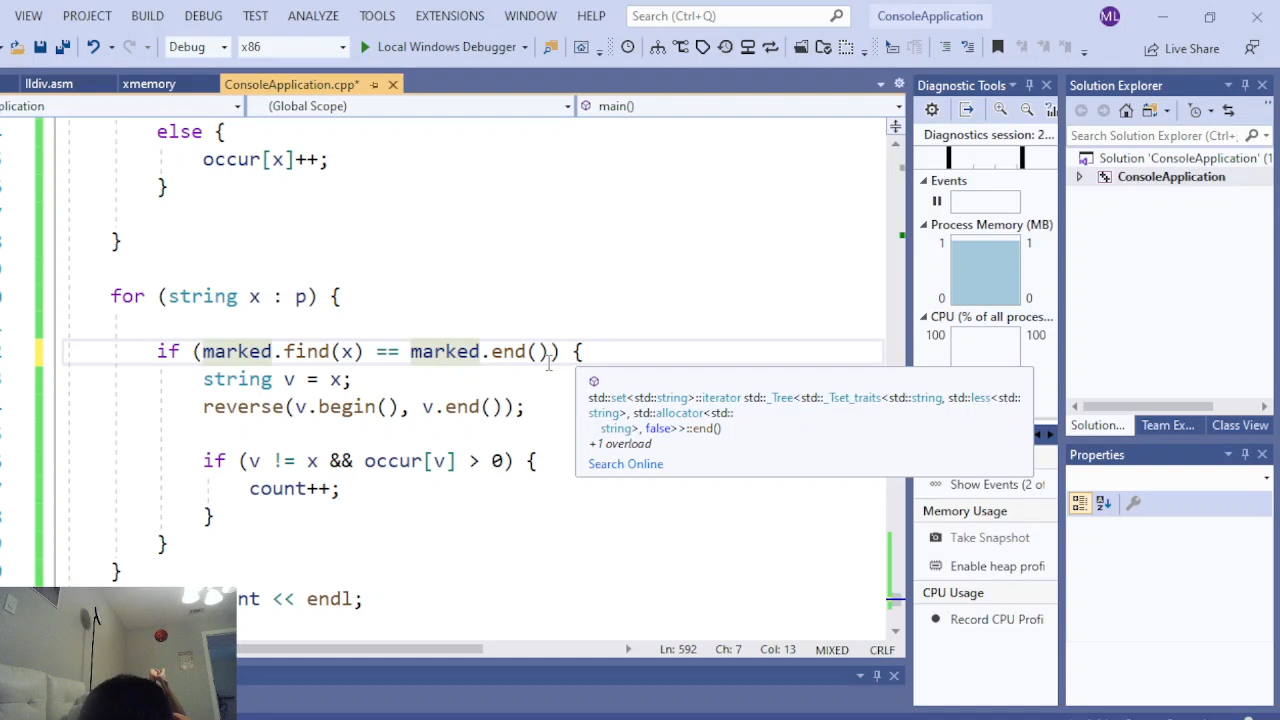 VIEW PROJECT BUILD DEBUG TEST ANALYZE TOOLS EXTENSIONS WINDOW HELP Search (Ctrl+Q) ConsoleApplication ML
Debug x86 Local Windows Debugger Live Share
lldiv.asm xmemory ConsoleApplication.cpp*
plication (Global Scope) main()
else {
occur[x]++;
}
}
for (string x : p) {
if (marked.find(x) == marked.end()) {
string v = x;
reverse(v.begin(), v.end());
if (v != x && occur[v] > 0) {
count++;
}
}
}
nt << endl;
std::set<std::string>::iterator std::_Tree<std::_Tset_traits<std::string, std::less<std::
string>, std::allocator<std::
string>, false>>::end()
+1 overload
Search Online
Ln: 592 Ch: 7 Col: 13 MIXED CRLF
Diagnostic Tools
Diagnostics session: 2...
Events
Process Memory (MB)
1 1
0 0
CPU (% of all proces...
100 100
Show Events (2 of
Memory Usage
Take Snapshot
Enable heap profi
CPU Usage
Record CPU Profi
Solution Explorer
Search Solution Explorer (Ctrl+;
Solution 'ConsoleApplication' (1
ConsoleApplication
Solution... Team Ex... Class View
Properties